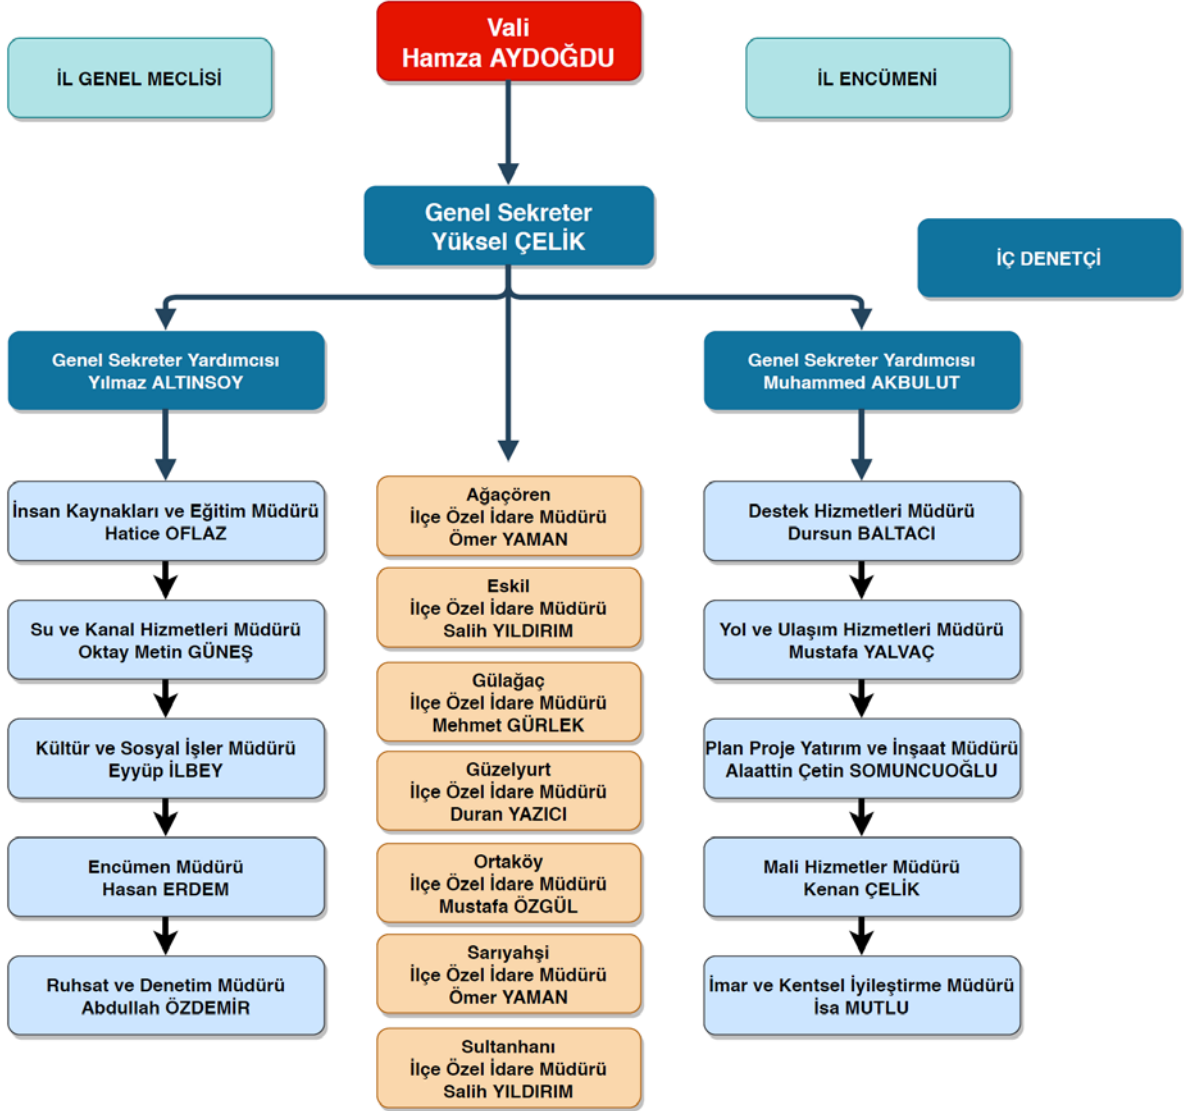 Vali
Hamza AYDOĞDU
İL GENEL MECLİSİ
İL ENCÜMENİ
Genel Sekreter
Yüksel ÇELİK
İÇ DENETÇİ
Genel Sekreter Yardımcısı
Yılmaz ALTINSOY
Genel Sekreter Yardımcısı
Muhammed AKBULUT
İnsan Kaynakları ve Eğitim Müdürü
Hatice OFLAZ
Su ve Kanal Hizmetleri Müdürü
Oktay Metin GÜNEŞ
Kültür ve Sosyal İşler Müdürü
Eyyüp İLBEY
Encümen Müdürü
Hasan ERDEM
Ruhsat ve Denetim Müdürü
Abdullah ÖZDEMİR
Ağaçören
İlçe Özel İdare Müdürü
Ömer YAMAN
Eskil
İlçe Özel İdare Müdürü
Salih YILDIRIM
Gülağaç
İlçe Özel İdare Müdürü
Mehmet GÜRLEK
Güzelyurt
İlçe Özel İdare Müdürü
Duran YAZICI
Ortaköy
İlçe Özel İdare Müdürü
Mustafa ÖZGÜL
Sarıyahşi
İlçe Özel İdare Müdürü
Ömer YAMAN
Sultanhanı
İlçe Özel İdare Müdürü
Salih YILDIRIM
Destek Hizmetleri Müdürü
Dursun BALTACI
Yol ve Ulaşım Hizmetleri Müdürü
Mustafa YALVAÇ
Plan Proje Yatırım ve İnşaat Müdürü
Alaattin Çetin SOMUNCUOĞLU
Mali Hizmetler Müdürü
Kenan ÇELİK
İmar ve Kentsel İyileştirme Müdürü
İsa MUTLU